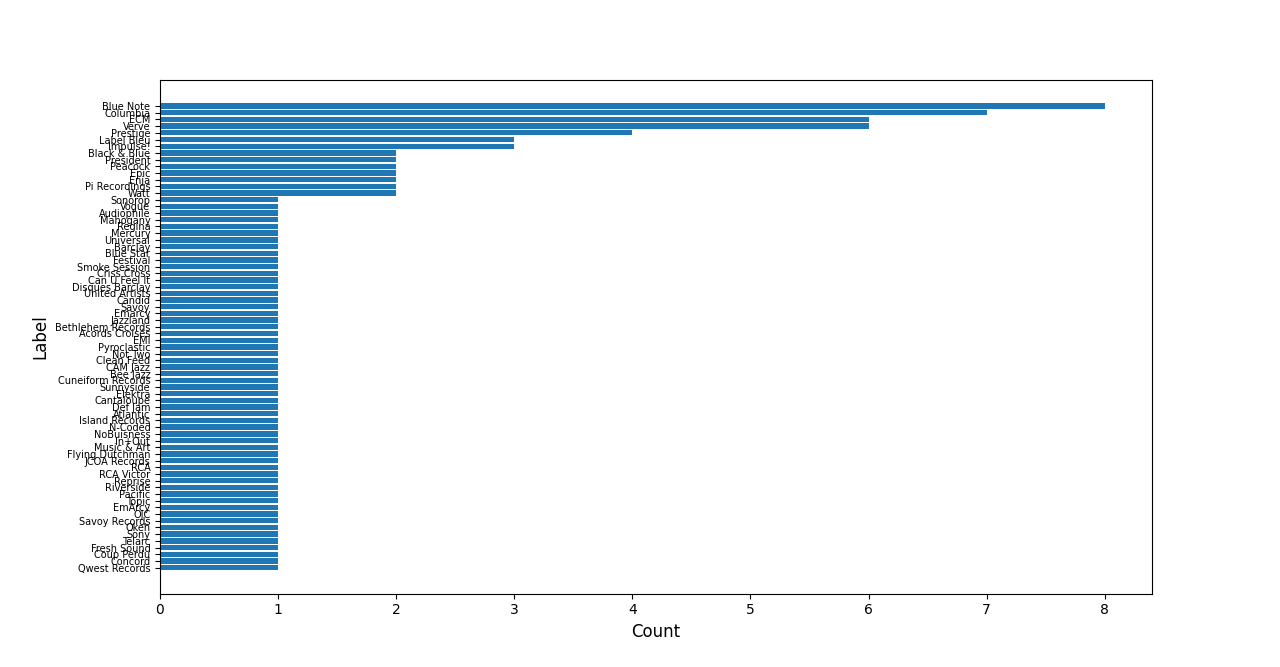 Blue Note
Columbia
ECM
Verve
Prestige
Label Bleu
Impulse!
Black & Blue
President
Peacock
Epic
Enja
Pi Recordings
Watt
Sonorop
Vogue
Audiophile
Mahogany
Regina
Mercury
Universal
Barclay
Blue Star
Festival
Smoke Session
Criss Cross
Can U Feel It
Disques Barclay
United Artists
Candid
Savoy
Emarcy
Jazzland
Bethlehem Records
Acords Croises
EMI
Pyroclastic
Not Two
Clean Feed
CAM Jazz
Bee Jazz
Cuneiform Records
Sunnyside
Elektra
Cantaloupe
Def Jam
Atlantic
Island Records
N-Coded
NoBuisness
In+Out
Music & Art
Flying Dutchman
JCOA Records
RCA
RCA Victor
Reprise
Riverside
Pacific
Topic
EmArcy
OJC
Savoy Records
Okeh
Sony
Telarc
Fresh Sound
Coup Perdu
Concord
Qwest Records
Label
0 1 2 3 4 5 6 7 8
Count